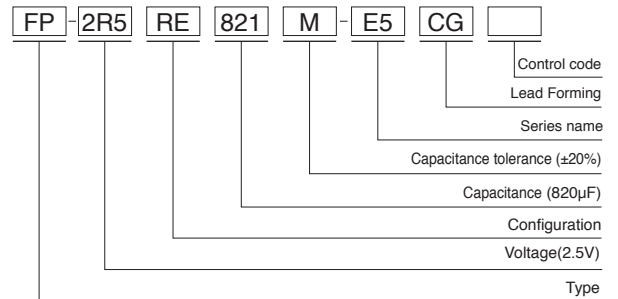 FP - 2R5 RE 821 M - E5 CG
Control code
Lead Forming
Series name
Capacitance tolerance (±20%)
Capacitance (820µF)
Configuration
Voltage(2.5V)
Type